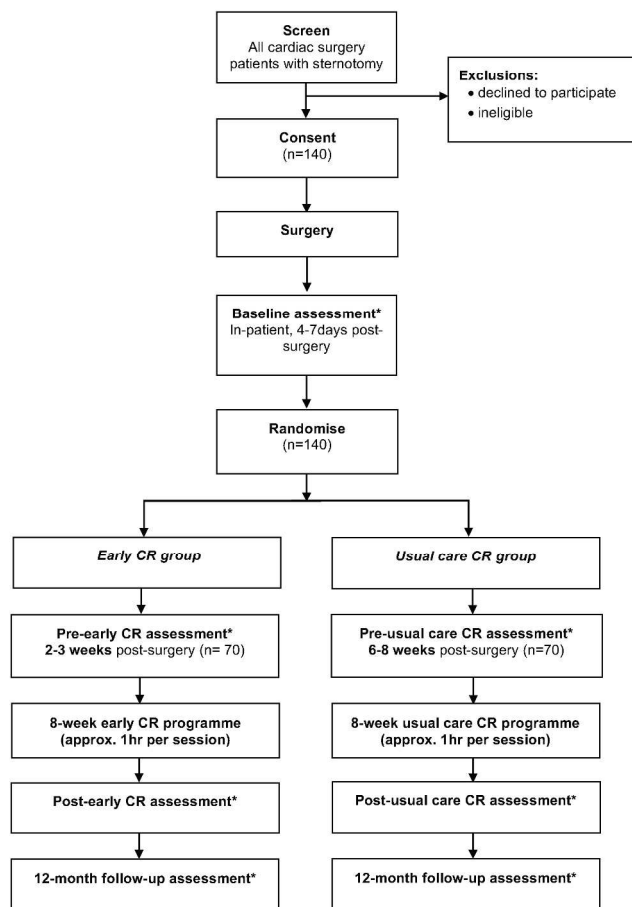 Screen
All cardiac surgery
patients with sternotomy
Exclusions:
• declined to participate
• ineligible
Consent
(n=140)
Surgery
Baseline assessment*
In-patient, 4-7days post-
surgery
Randomise
(n=140)
Early CR group
Usual care CR group
Pre-early CR assessment*
2-3 weeks post-surgery (n= 70)
Pre-usual care CR assessment*
6-8 weeks post-surgery (n=70)
8-week early CR programme
(approx. 1hr per session)
8-week usual care CR programme
(approx. 1hr per session)
Post-early CR assessment*
Post-usual care CR assessment*
12-month follow-up assessment*
12-month follow-up assessment*